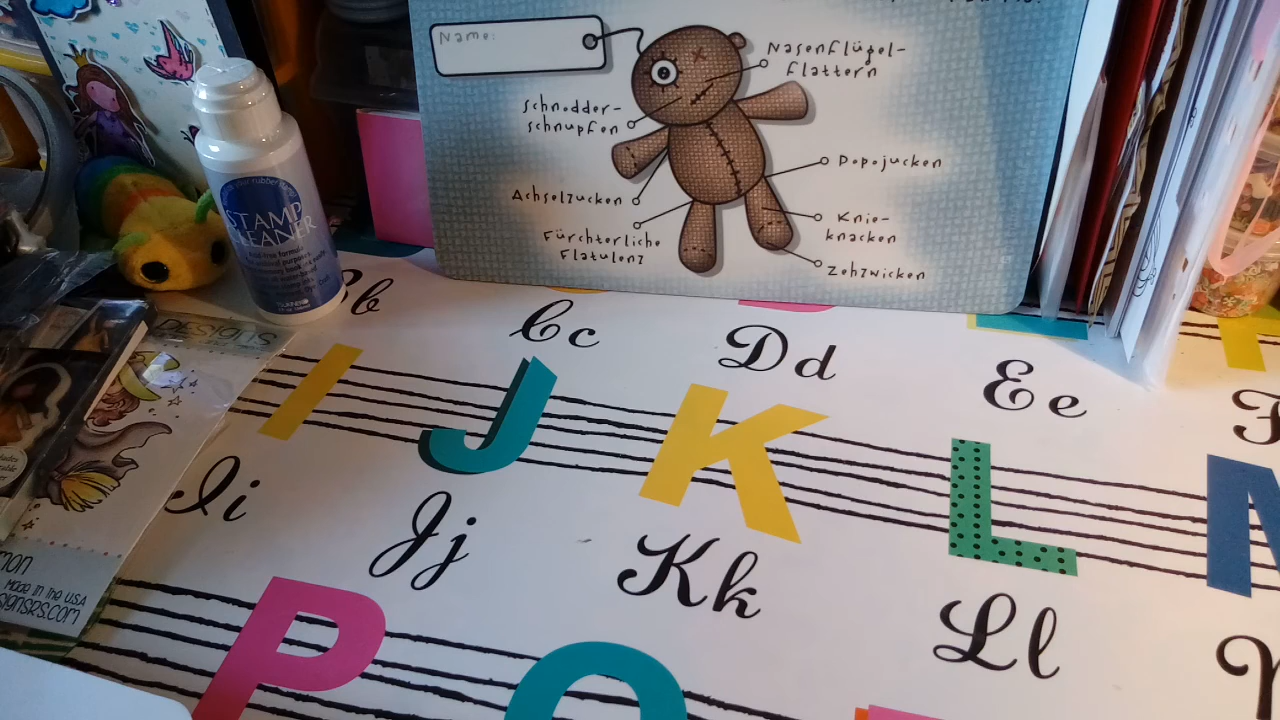 Name:
Nasenflügel-
flattern
Schnodder-
schnupfen
Popojucken
Achselzucken
Knie-
knacken
Fürchterliche
Flatulenz
Zehzwicken
STAMP
CLEANER
Bb
Cc
Dd
Ee
F
DESIGNS
I
J
K
L
M
Ii
Jj
Kk
Ll
MADE IN THE USA
P